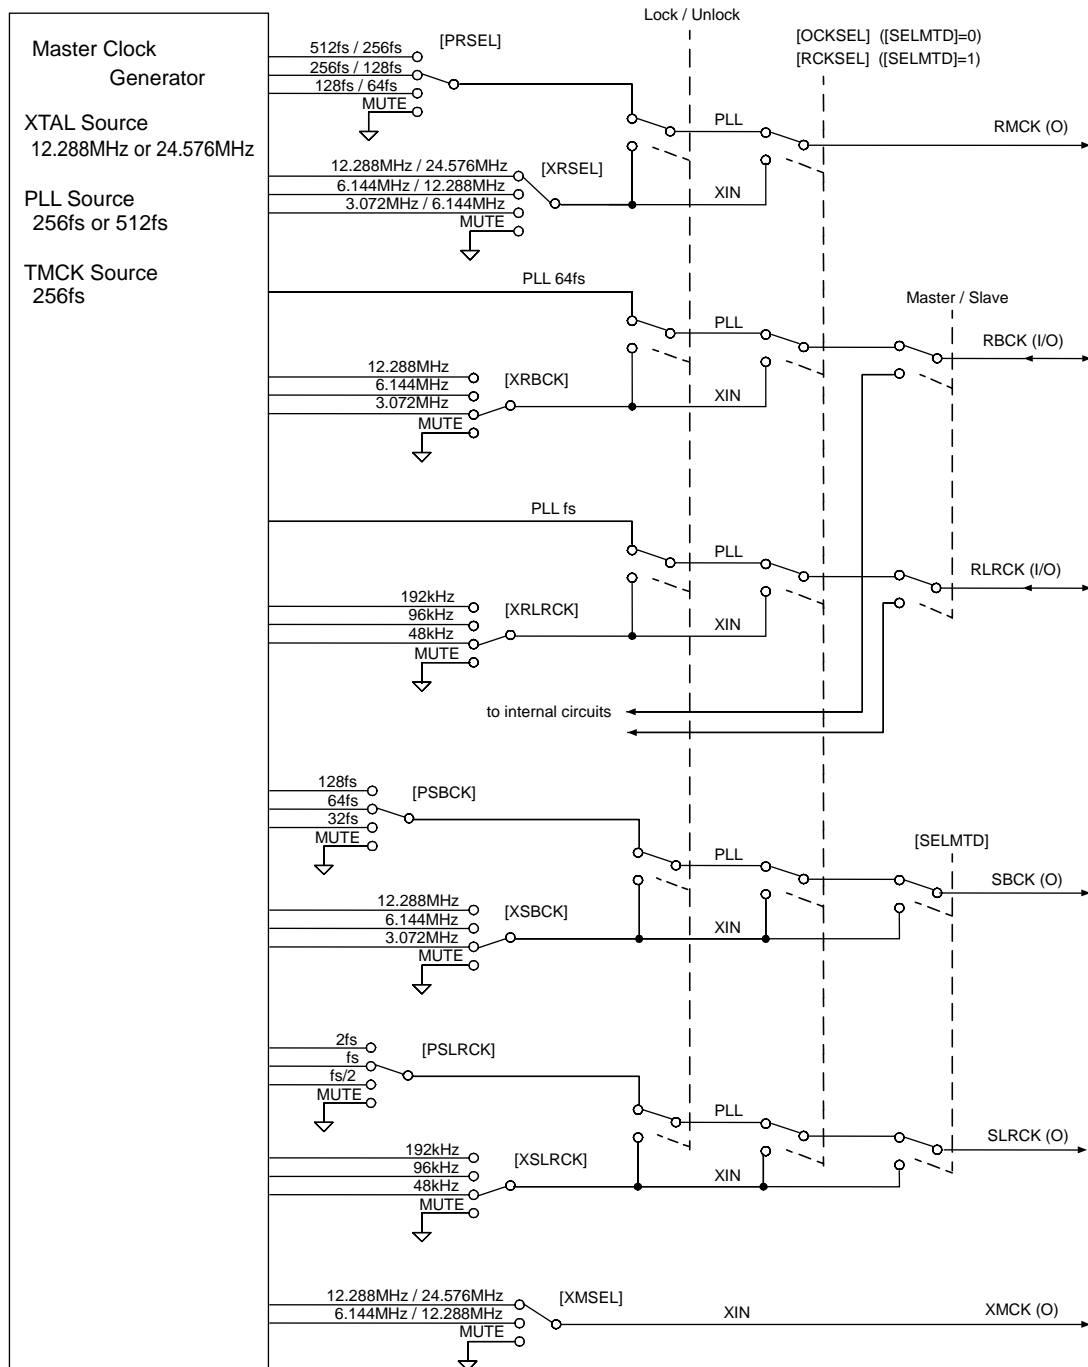 Lock / Unlock
[OCKSEL] ([SELMTD]=0)
[RCKSEL] ([SELMTD]=1)
Master Clock
Generator
XTAL Source
12.288MHz or 24.576MHz
PLL Source
256fs or 512fs
TMCK Source
256fs
512fs / 256fs
256fs / 128fs
128fs / 64fs
MUTE
[PRSEL]
PLL
RMCK (O)
12.288MHz / 24.576MHz
6.144MHz / 12.288MHz
3.072MHz / 6.144MHz
MUTE
[XRSEL]
XIN
PLL 64fs
Master / Slave
PLL
RBCK (I/O)
12.288MHz
6.144MHz
3.072MHz
MUTE
[XRBCK]
XIN
PLL fs
PLL
RLRCK (I/O)
192kHz
96kHz
48kHz
MUTE
[XRLRCK]
XIN
to internal circuits
128fs
64fs
32fs
MUTE
[PSBCK]
[SELMTD]
PLL
SBCK (O)
12.288MHz
6.144MHz
3.072MHz
MUTE
[XSBCK]
XIN
2fs
fs
fs/2
MUTE
[PSLRCK]
PLL
SLRCK (O)
192kHz
96kHz
48kHz
MUTE
[XSLRCK]
XIN
12.288MHz / 24.576MHz
6.144MHz / 12.288MHz
MUTE
[XMSEL]
XIN
XMCK (O)